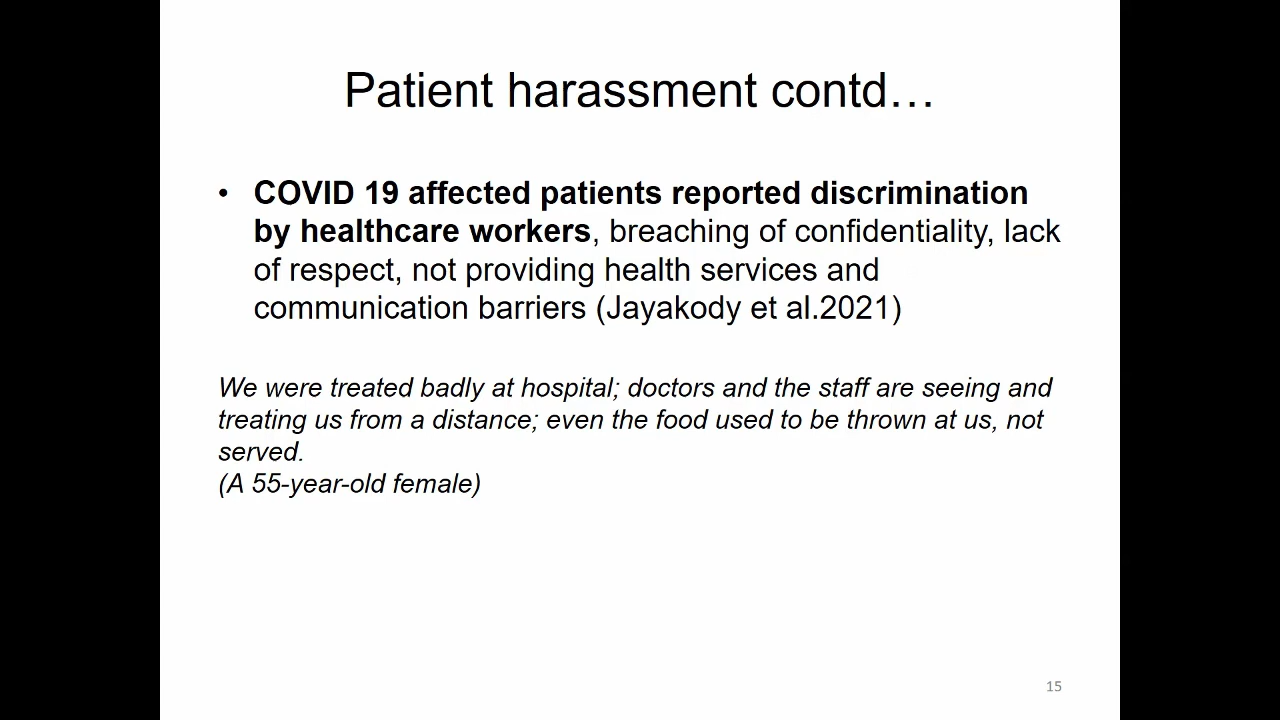 Patient harassment contd…
• COVID 19 affected patients reported discrimination
by healthcare workers, breaching of confidentiality, lack
of respect, not providing health services and
communication barriers (Jayakody et al.2021)
We were treated badly at hospital; doctors and the staff are seeing and
treating us from a distance; even the food used to be thrown at us, not
served.
(A 55-year-old female)
15